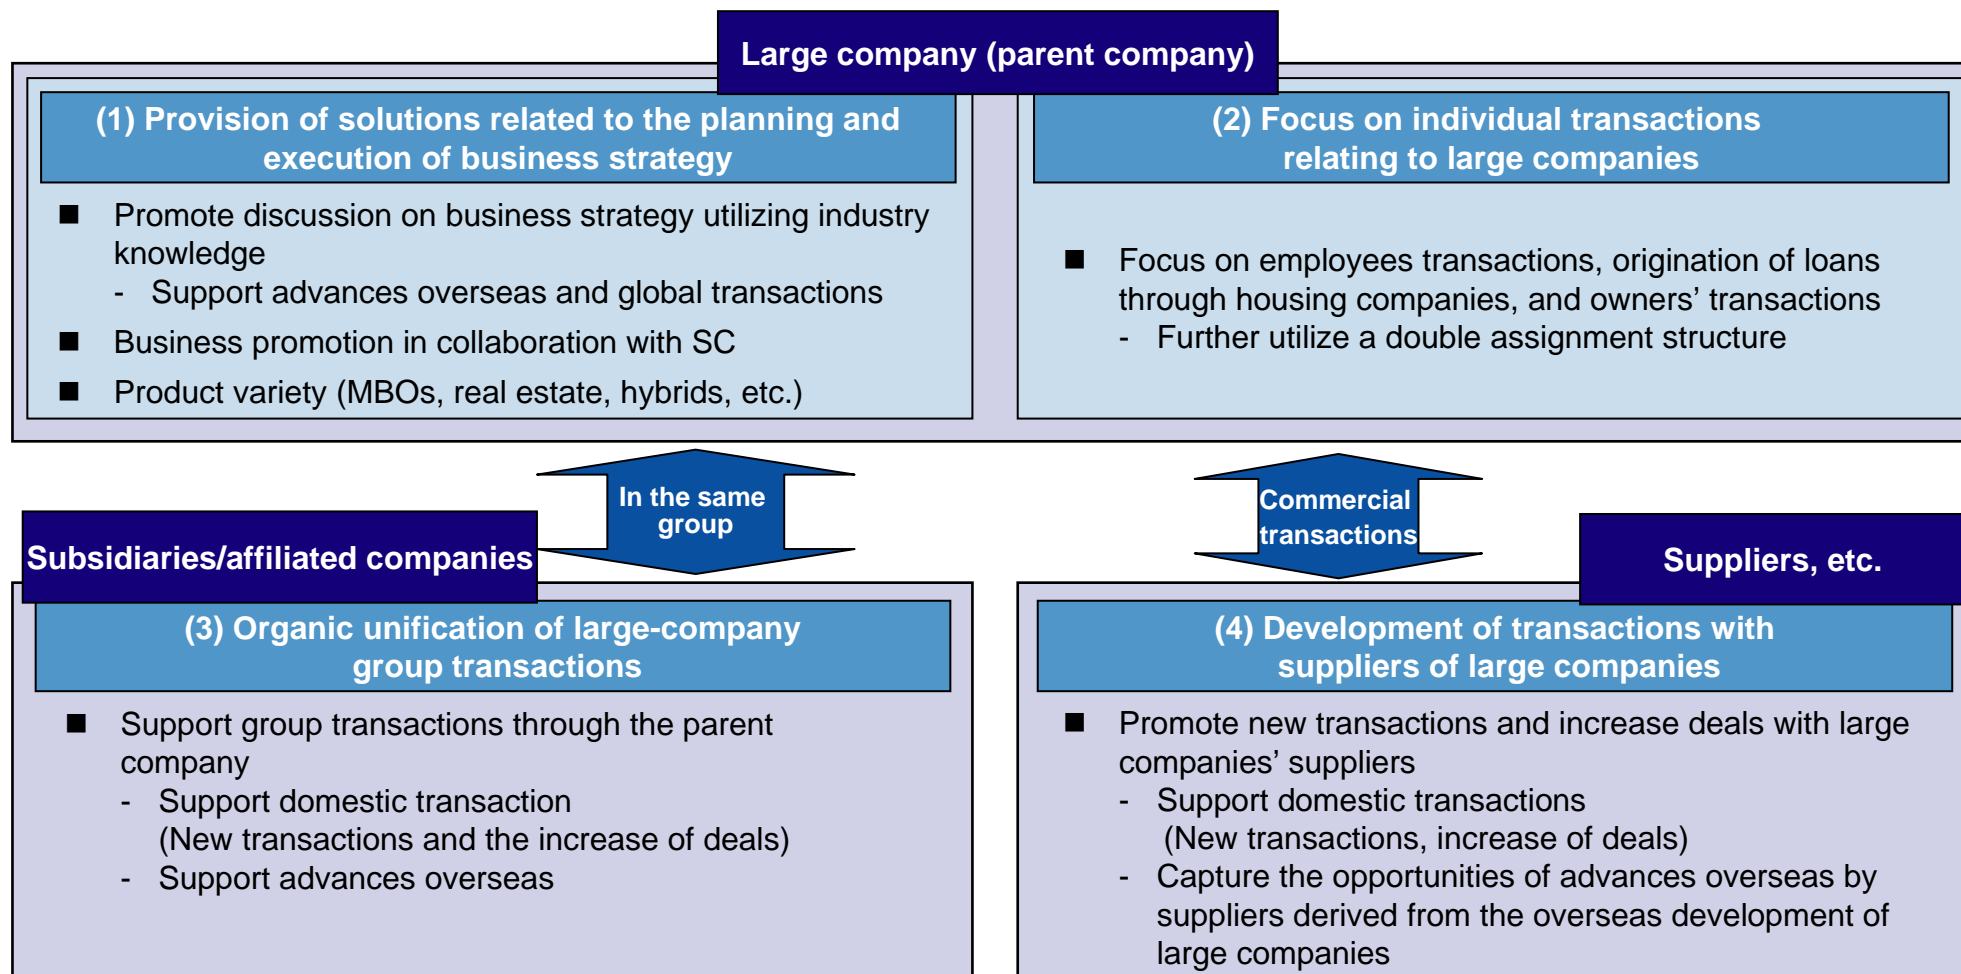 Large company (parent company)
(1) Provision of solutions related to the planning and
execution of business strategy
■ Promote discussion on business strategy utilizing industry
knowledge
- Support advances overseas and global transactions
■ Business promotion in collaboration with SC
■ Product variety (MBOs, real estate, hybrids, etc.)
(2) Focus on individual transactions
relating to large companies
■ Focus on employees transactions, origination of loans
through housing companies, and owners’ transactions
- Further utilize a double assignment structure
In the same
group
Commercial
transactions
Subsidiaries/affiliated companies
(3) Organic unification of large-company
group transactions
■ Support group transactions through the parent
company
- Support domestic transaction
(New transactions and the increase of deals)
- Support advances overseas
Suppliers, etc.
(4) Development of transactions with
suppliers of large companies
■ Promote new transactions and increase deals with large
companies’ suppliers
- Support domestic transactions
(New transactions, increase of deals)
- Capture the opportunities of advances overseas by
suppliers derived from the overseas development of
large companies